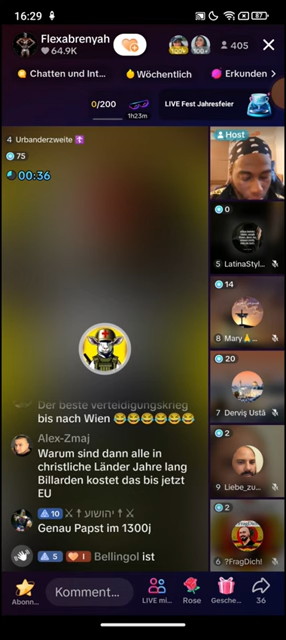 16:29
87
Flexabrenyah
64.9K
405
Chatten und Int...
Wöchentlich
Erkunden
0/200
1h23m
LIVE Fest Jahresfeier
4 Urbanderzweite
75
00:36
Host
0
5 LatinaStyl...
14
8 Mary
20
7 Derviş Ustā
2
9 Liebe_zu...
2
6 ?FragDich!
Der beste verteidigungskrieg
bis nach Wien 😂😂😂😂😂😂
Alex-Zmaj
Warum sind dann alle in
christliche Länder Jahre lang
Billarden kostet das bis jetzt
EU
10 ⚔ † יהושוע † ⚔
Genau Papst im 1300j
5 1 Bellingol ist
Abonn...
Komment...
LIVE mi...
Rose
Gesche...
36